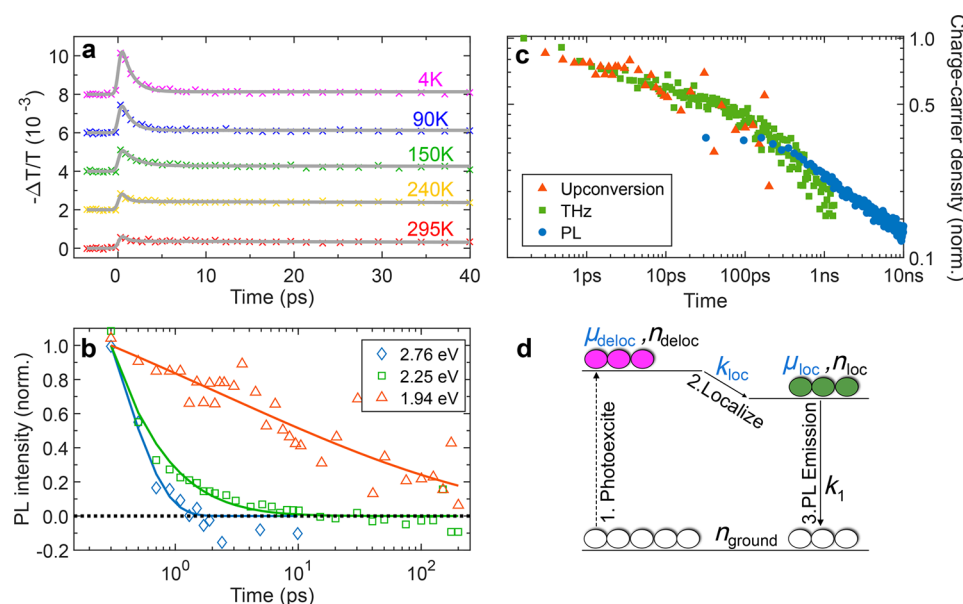 a
10
8
6
4
2
0
-ΔT/T (10 -3)
4K
90K
150K
240K
295K
0
10
20
30
40
Time (ps)
c
1.0
0.5
0.1
Charge-carrier density (norm.)
Upconversion
THz
PL
1ps
10ps
100ps
1ns
10ns
Time
b
1.0
0.8
0.6
0.4
0.2
0.0
-0.2
PL intensity (norm.)
2.76 eV
2.25 eV
1.94 eV
10⁰
10¹
10²
Time (ps)
d
μdeloc ,ndeloc
kloc
2.Localize
μloc,nloc
1. Photoexcite
3.PL Emission
k1
nground